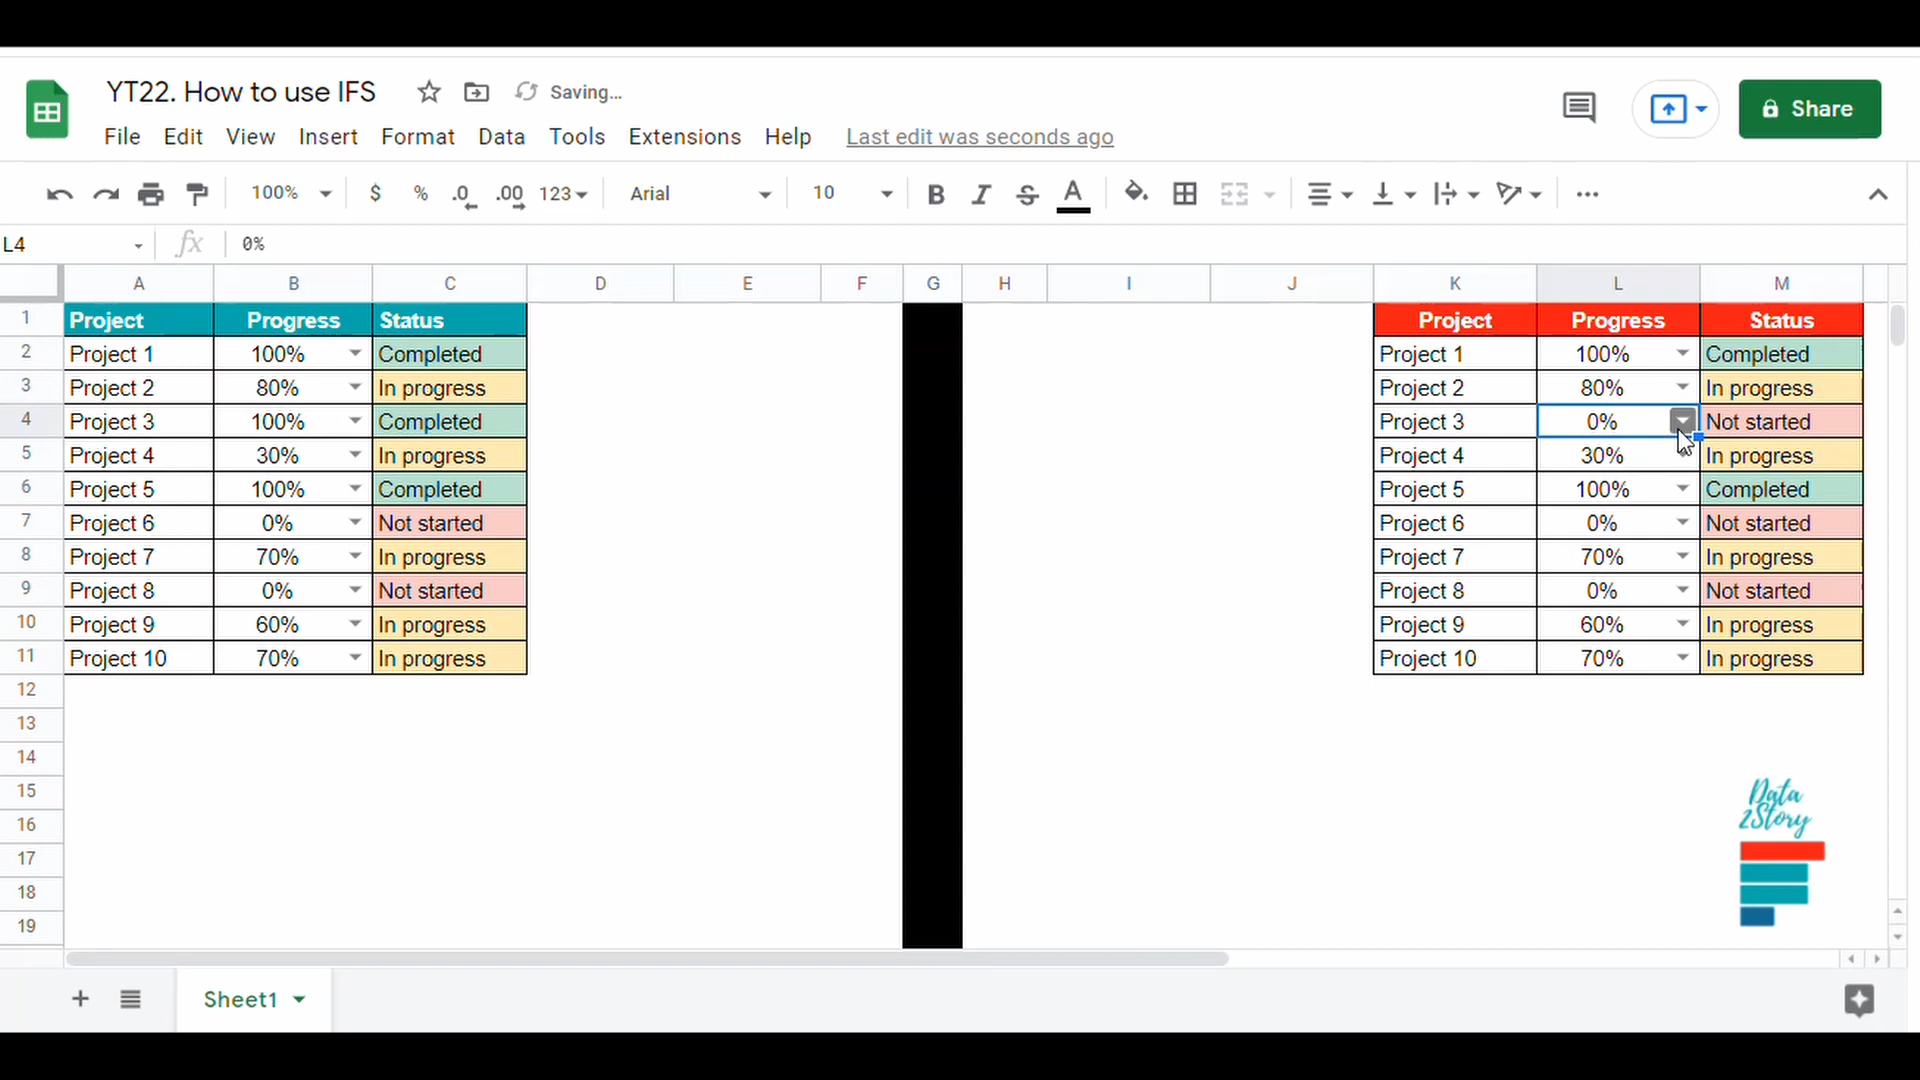 YT22. How to use IFS Saving...
File Edit View Insert Format Data Tools Extensions Help Last edit was seconds ago
Share
100% $ % .0 .00 123 Arial 10 B I S A
L4 fx 0%
A B C D E F G H I J K L M
1 Project Progress Status Project Progress Status
2 Project 1 100% Completed Project 1 100% Completed
3 Project 2 80% In progress Project 2 80% In progress
4 Project 3 100% Completed Project 3 0% Not started
5 Project 4 30% In progress Project 4 30% In progress
6 Project 5 100% Completed Project 5 100% Completed
7 Project 6 0% Not started Project 6 0% Not started
8 Project 7 70% In progress Project 7 70% In progress
9 Project 8 0% Not started Project 8 0% Not started
10 Project 9 60% In progress Project 9 60% In progress
11 Project 10 70% In progress Project 10 70% In progress
12
13
14
15
16
17
18
19
Data
2Story
Sheet1